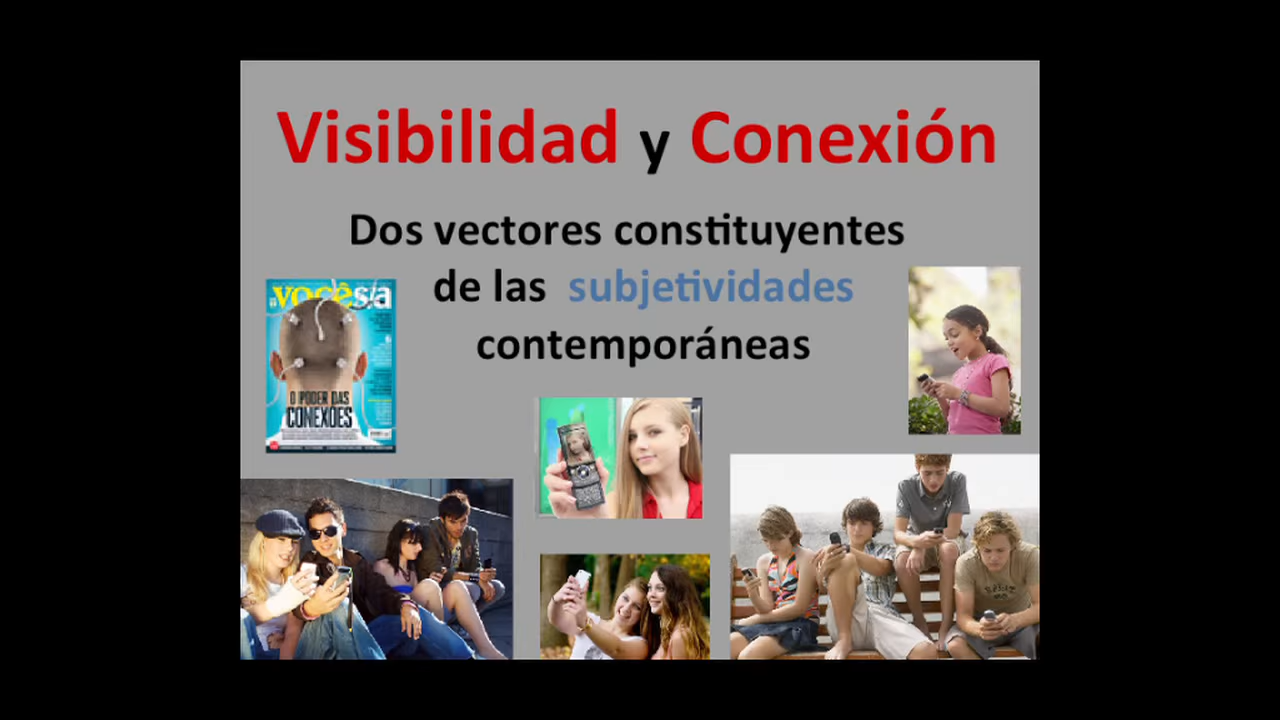 Visibilidad y Conexión
Dos vectores constituyentes
de las subjetividades
contemporáneas
você s/a
O PODER DAS
CONEXÕES